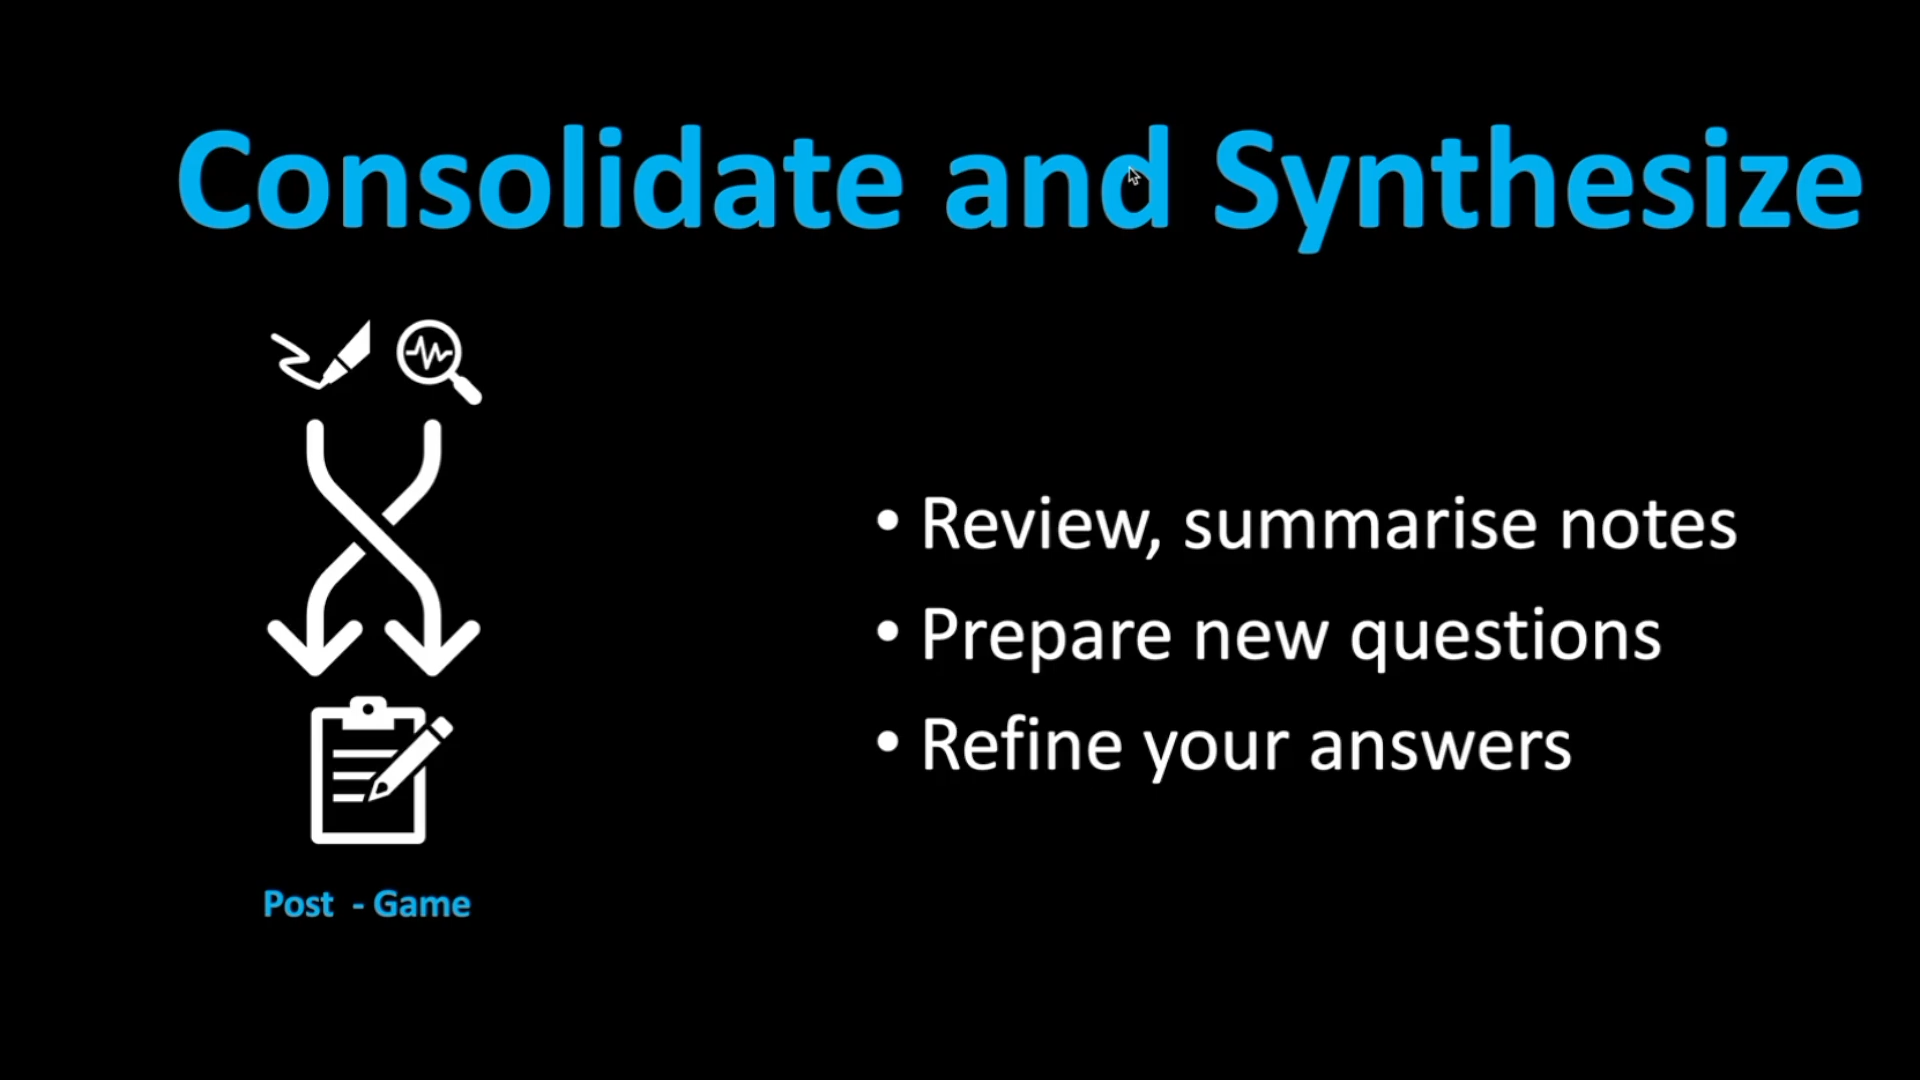 Consolidate and Synthesize
• Review, summarise notes
• Prepare new questions
• Refine your answers
Post - Game